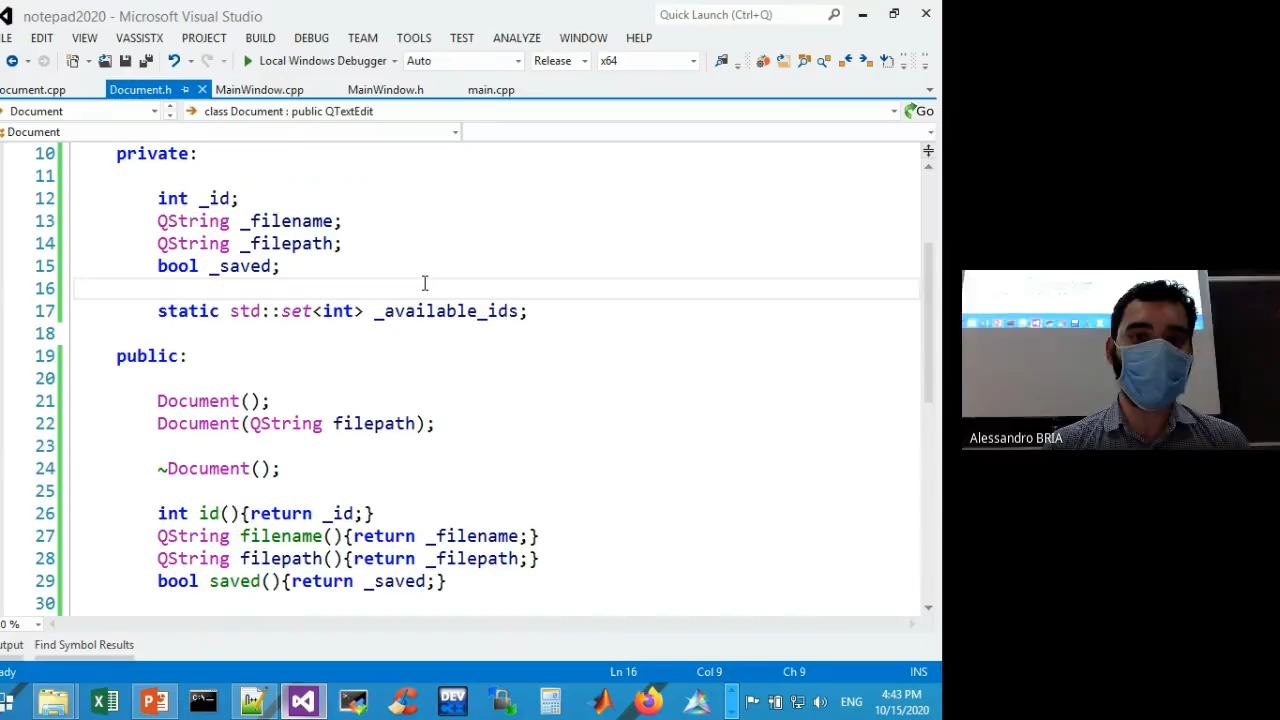 notepad2020 - Microsoft Visual Studio
Quick Launch (Ctrl+Q)
LE EDIT VIEW VASSISTX PROJECT BUILD DEBUG TEAM TOOLS TEST ANALYZE WINDOW HELP
Local Windows Debugger Auto Release x64
ocument.cpp Document.h MainWindow.cpp MainWindow.h main.cpp
Document class Document : public QTextEdit Go
Document
10 private:
11
12 int _id;
13 QString _filename;
14 QString _filepath;
15 bool _saved;
16
17 static std::set<int> _available_ids;
18
19 public:
20
21 Document();
22 Document(QString filepath);
23
24 ~Document();
25
26 int id(){return _id;}
27 QString filename(){return _filename;}
28 QString filepath(){return _filepath;}
29 bool saved(){return _saved;}
30
0 %
utput Find Symbol Results
ady Ln 16 Col 9 Ch 9 INS
DEV
ENG
4:43 PM
10/15/2020
Alessandro BRIA